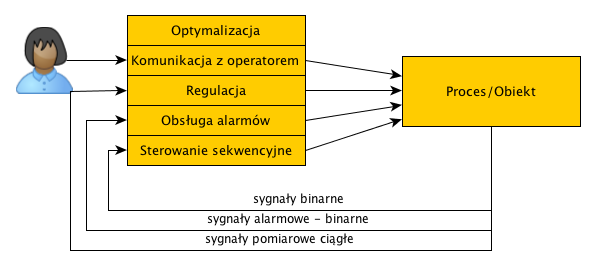 Optymalizacja
Komunikacja z operatorem
Regulacja
Obsługa alarmów
Sterowanie sekwencyjne
Proces/Obiekt
sygnały binarne
sygnały alarmowe - binarne
sygnały pomiarowe ciągłe